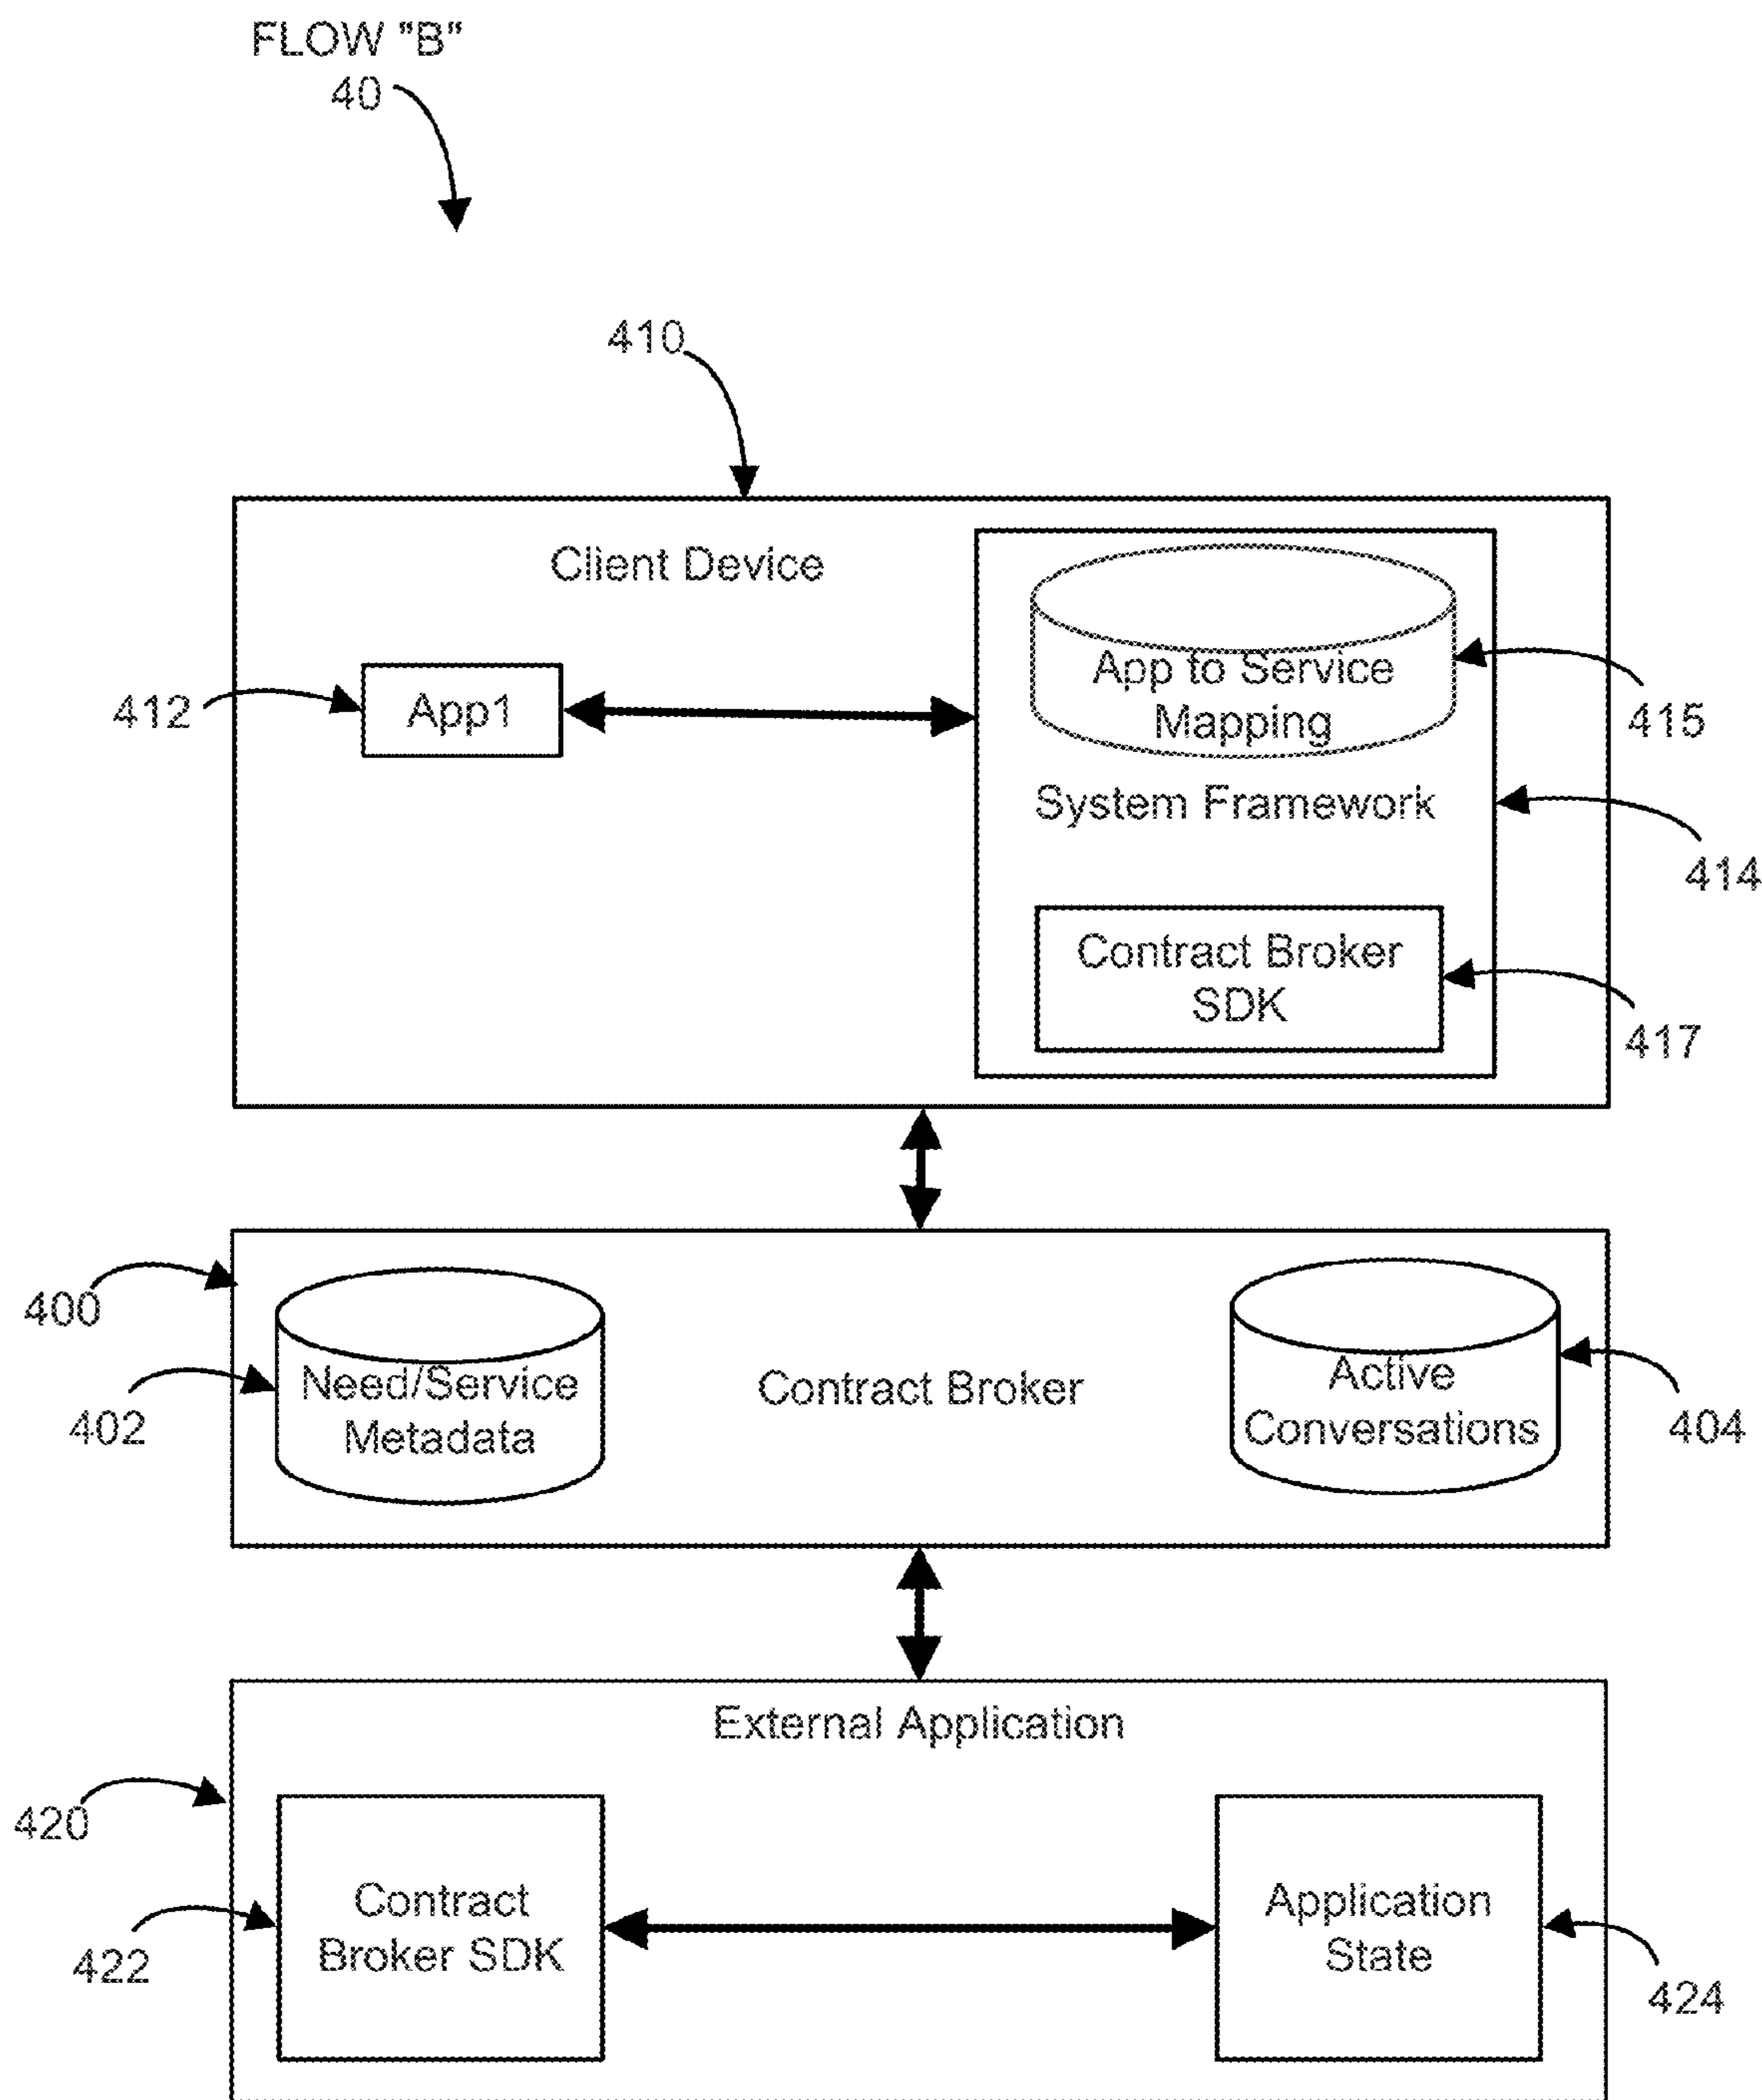 FLOW "B"
40
410
Client Device
App to Service
Mapping
415
412
App1
System Framework
414
Contract Broker
SDK
417
400
Need/Service
Metadata
402
Contract Broker
Active
Conversations
404
External Application
420
Contract
Broker SDK
422
Application
State
424